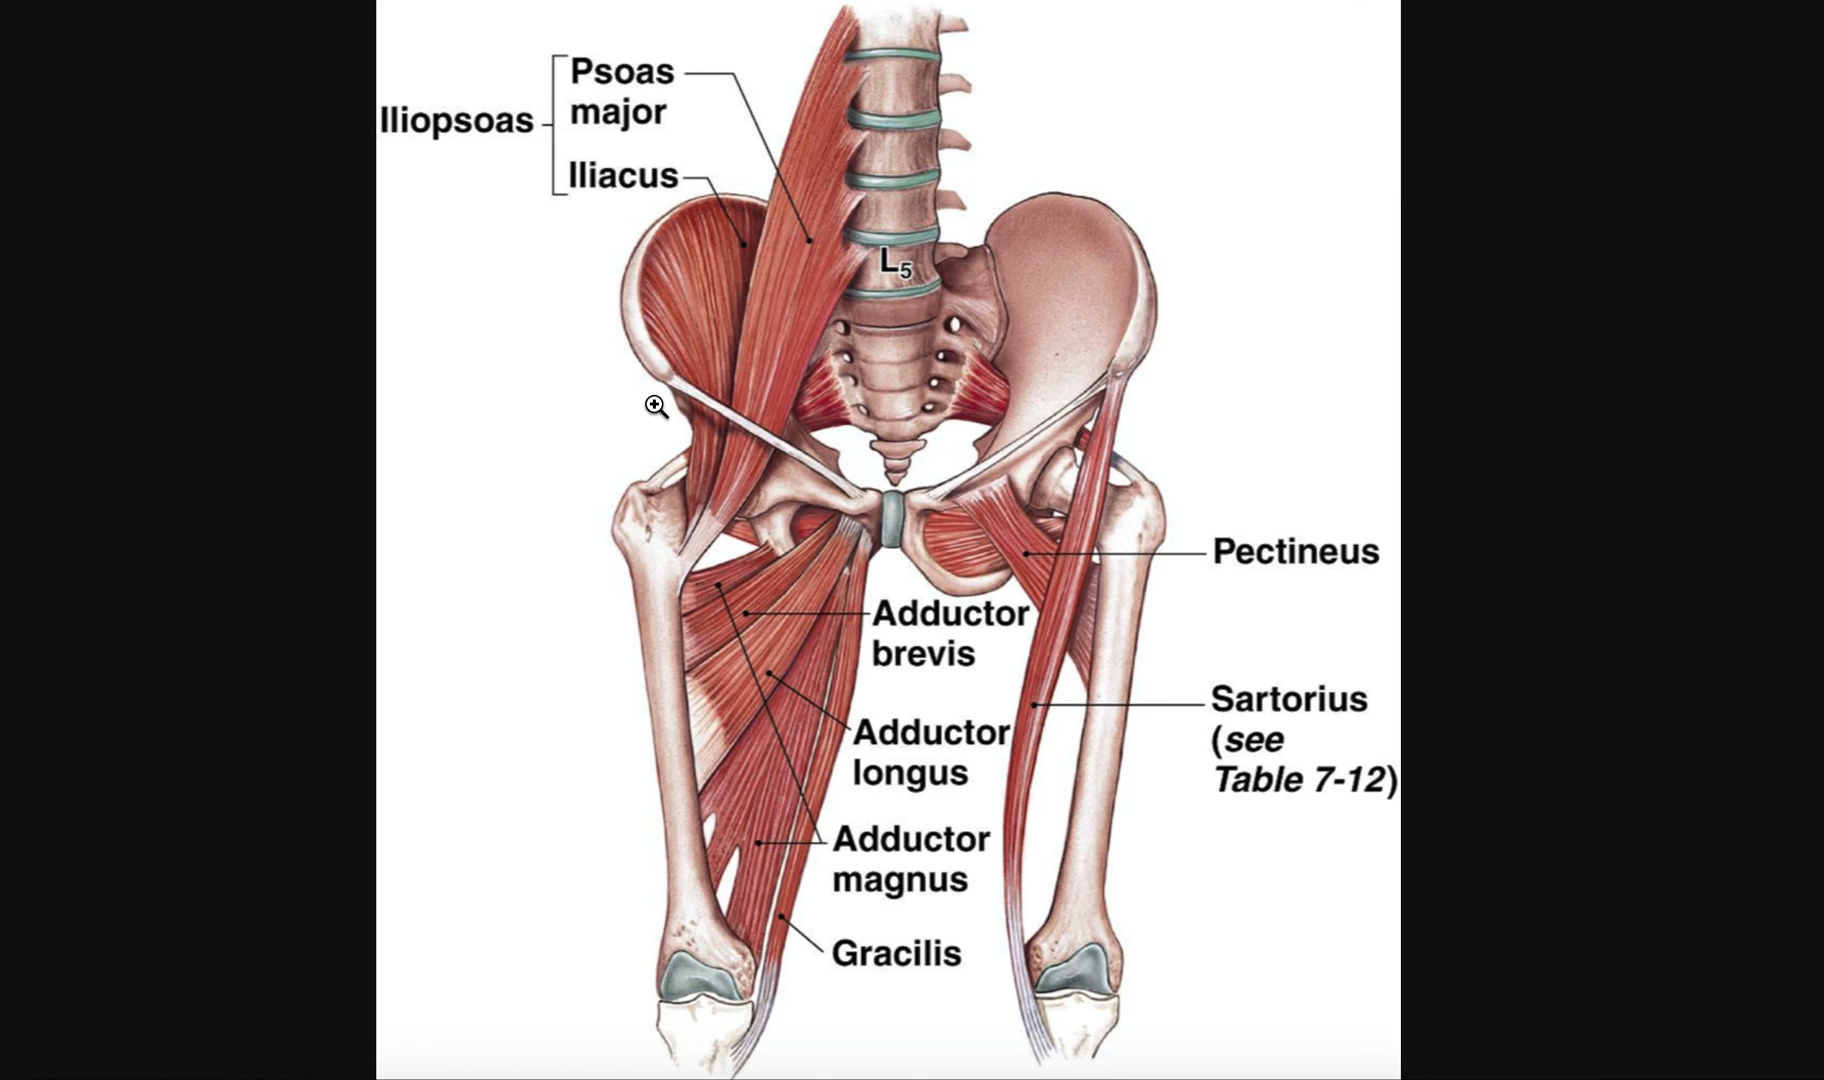 Psoas
major
Iliopsoas
Iliacus
L5
Pectineus
Adductor
brevis
Sartorius
(see
Table 7-12)
Adductor
longus
Adductor
magnus
Gracilis